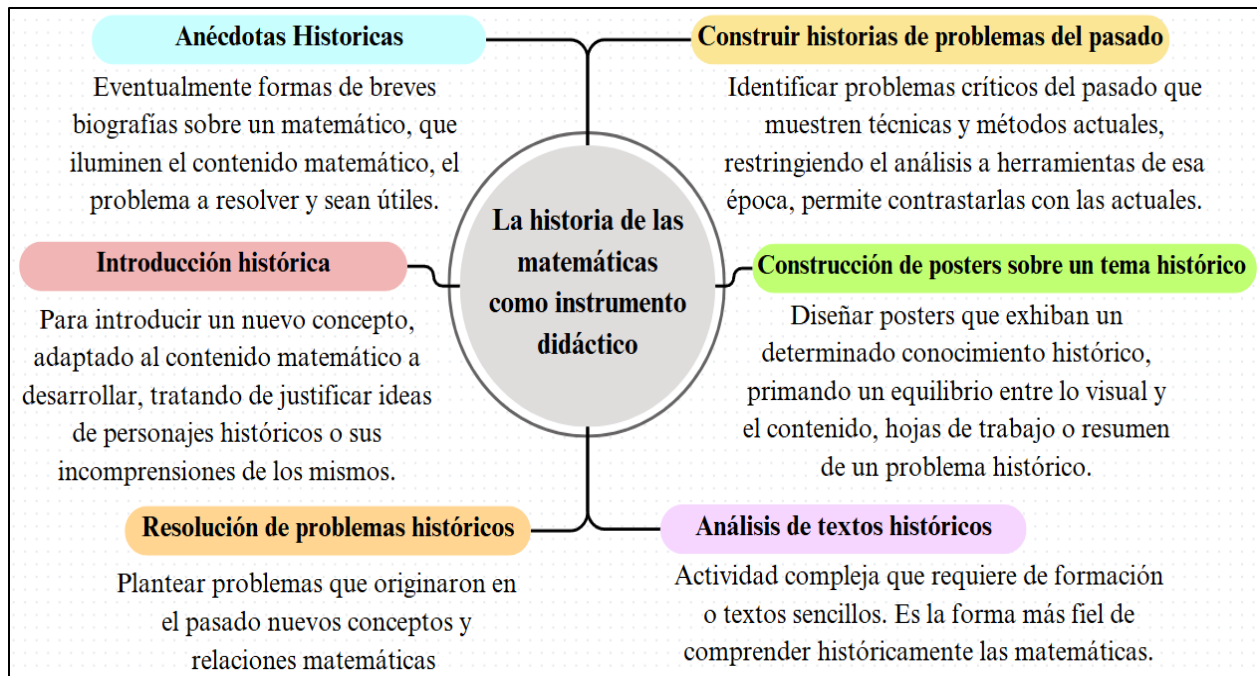 Anécdotas Historicas
Eventualmente formas de breves
biografías sobre un matemático, que
iluminen el contenido matemático, el
problema a resolver y sean útiles.
Introducción histórica
Para introducir un nuevo concepto,
adaptado al contenido matemático a
desarrollar, tratando de justificar ideas
de personajes históricos o sus
incomprensiones de los mismos.
Resolución de problemas históricos
Plantear problemas que originaron en
el pasado nuevos conceptos y
relaciones matemáticas
La historia de las
matemáticas
como instrumento
didáctico
Construir historias de problemas del pasado
Identificar problemas críticos del pasado que
muestren técnicas y métodos actuales,
restringiendo el análisis a herramientas de esa
época, permite contrastarlas con las actuales.
Construcción de posters sobre un tema histórico
Diseñar posters que exhiban un
determinado conocimiento histórico,
primando un equilibrio entre lo visual y
el contenido, hojas de trabajo o resumen
de un problema histórico.
Análisis de textos históricos
Actividad compleja que requiere de formación
o textos sencillos. Es la forma más fiel de
comprender históricamente las matemáticas.